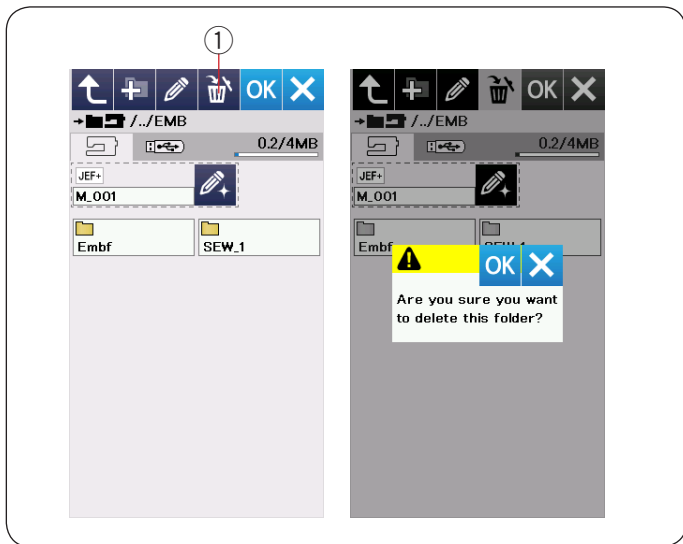 1
OK
/../EMB
0.2/4MB
JEF+
M_001
Embf
SEW_1
OK
/../EMB
0.2/4MB
JEF+
M_001
Embf
SEW_1
OK
Are you sure you want
to delete this folder?